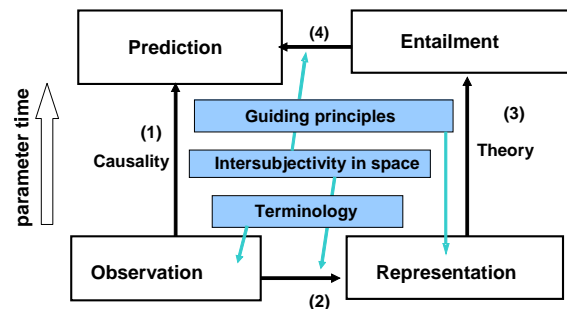 Prediction
(4)
Entailment
Guiding principles
(1)
Causality
(3)
Theory
Intersubjectivity in space
Terminology
parameter time
Observation
(2)
Representation